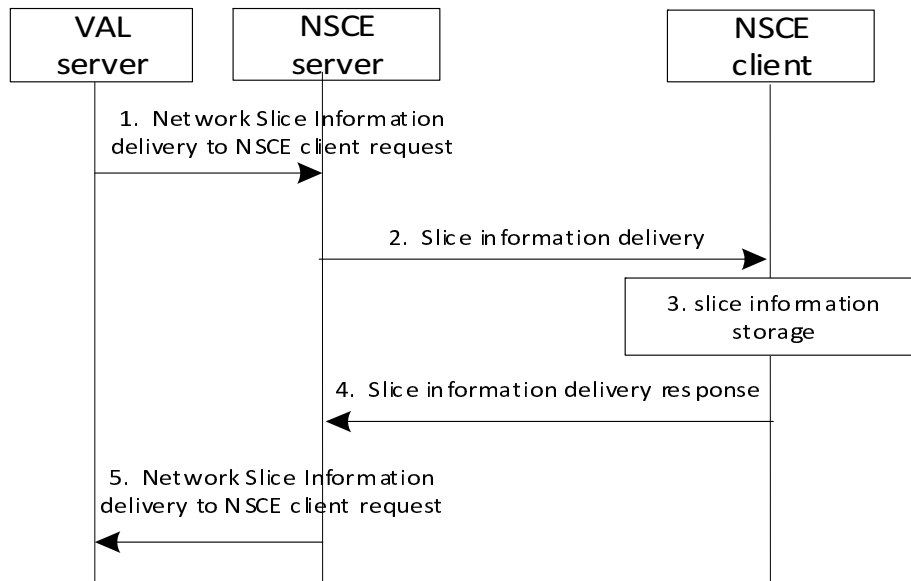 VAL
server
NSCE
server
NSCE
client
1. Network Slice Information
delivery to NSCE client request
2. Slice information delivery
3. slice information
storage
4. Slice information delivery response
5. Network Slice Information
delivery to NSCE client request